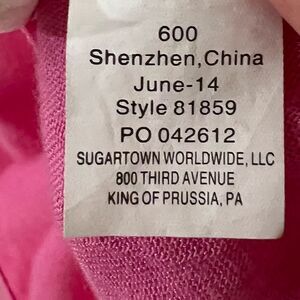 600
Shenzhen,China
June-14
Style 81859
PO 042612
SUGARTOWN WORLDWIDE, LLC
800 THIRD AVENUE
KING OF PRUSSIA, PA